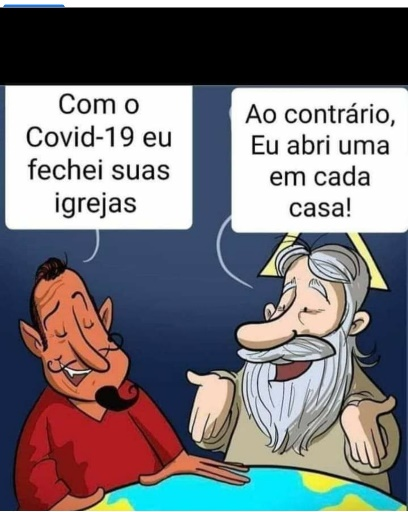 Com o
Covid-19 eu
fechei suas
igrejas
Ao contrário,
Eu abri uma
em cada
casa!